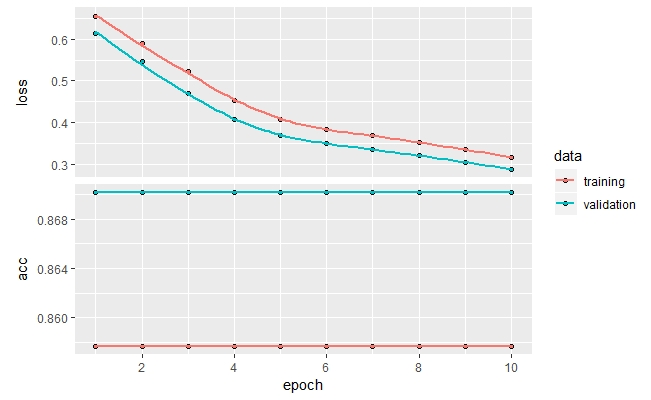 loss
0.6
0.5
0.4
0.3
acc
0.868
0.864
0.860
2 4 6 8 10
epoch
data
training
validation